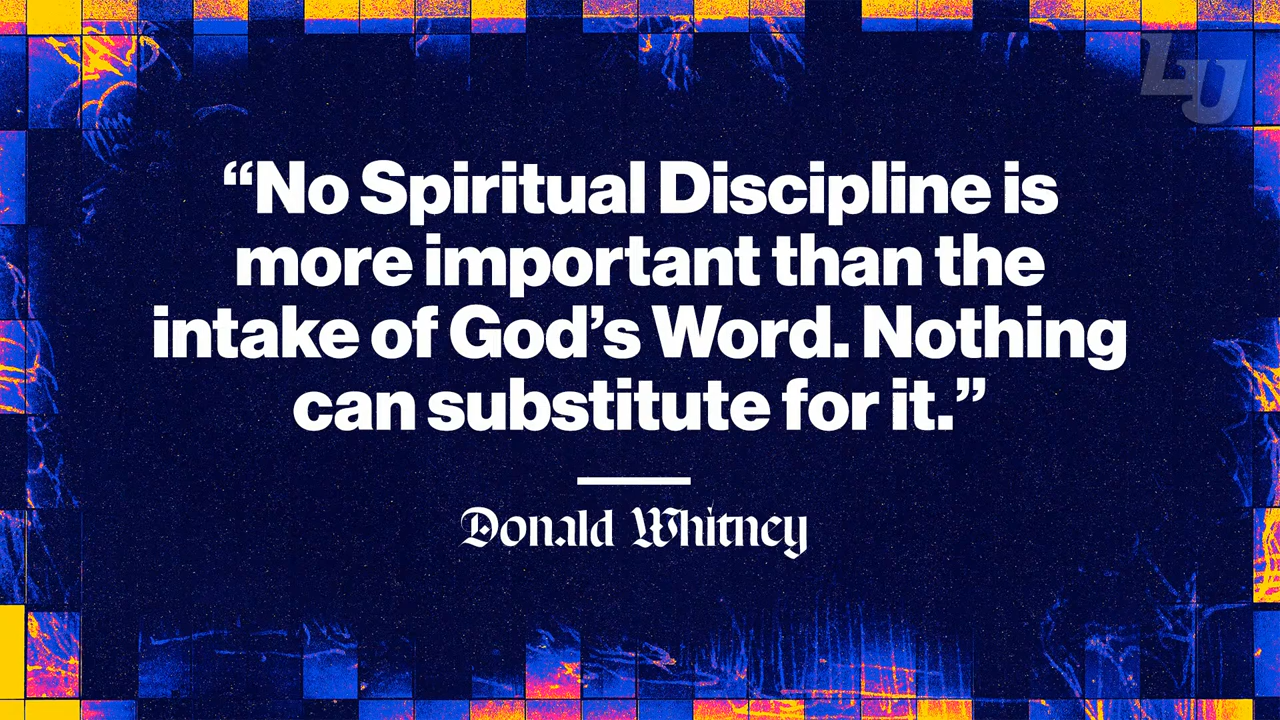 LU
“No Spiritual Discipline is
more important than the
intake of God’s Word. Nothing
can substitute for it.”
Donald Whitney